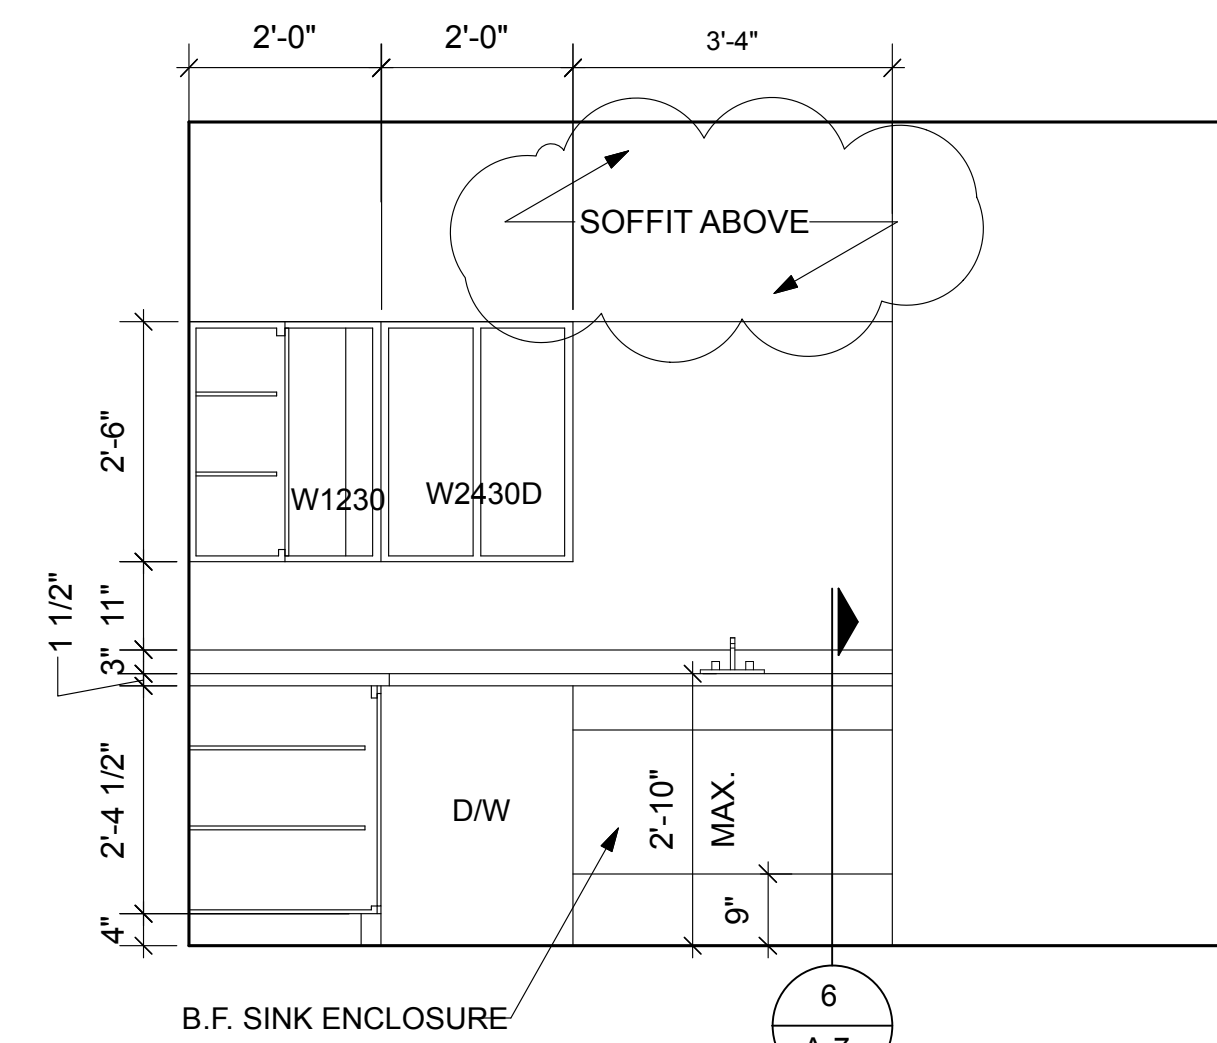 2'-0"
2'-0"
3'-4"
SOFFIT ABOVE
2'-6"
W1230
W2430D
1 1/2"
11"
3"
2'-4 1/2"
D/W
2'-10"
MAX.
4"
9"
B.F. SINK ENCLOSURE
6